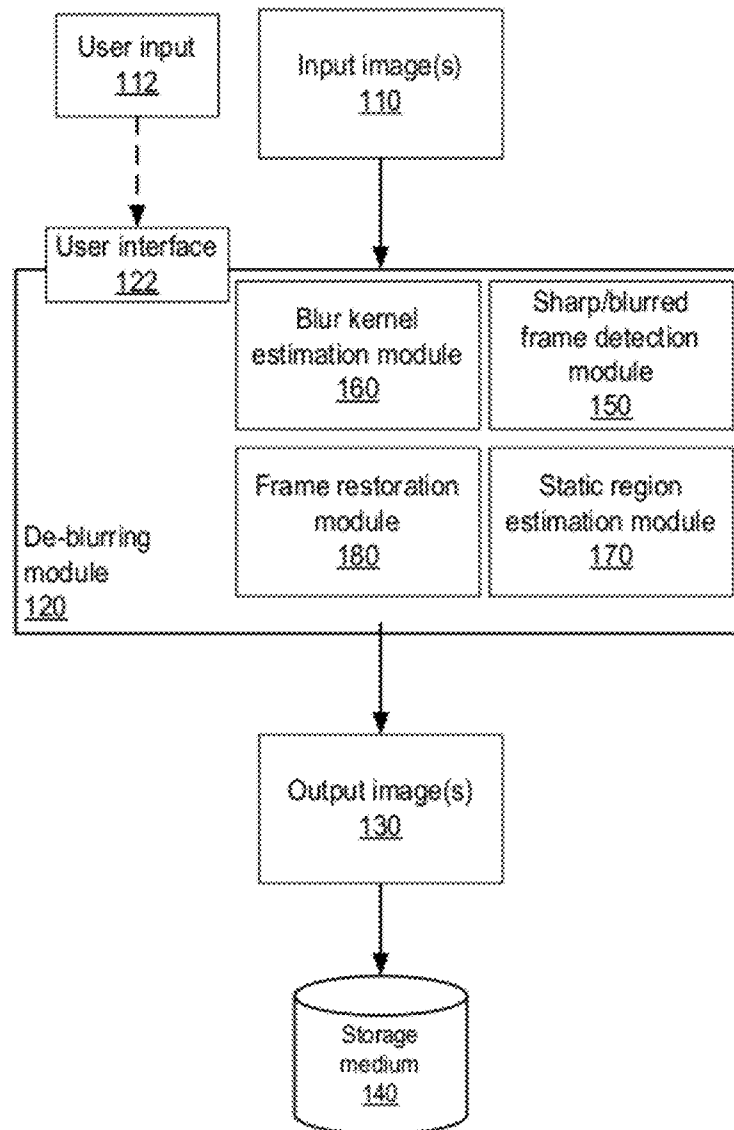 User input
112
Input image(s)
110
User interface
122
Blur kernel
estimation module
160
Sharp/blurred
frame detection
module
150
Frame restoration
module
180
Static region
estimation module
170
De-blurring
module
120
Output image(s)
130
Storage
medium
140